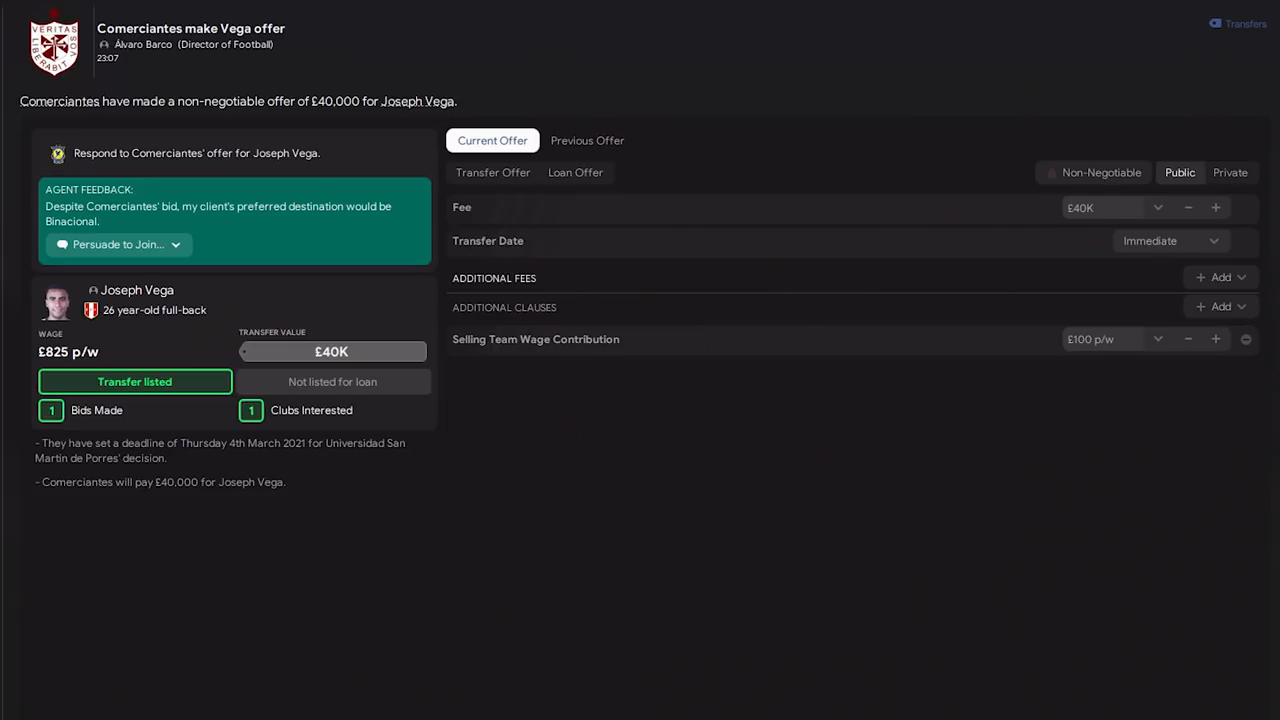 VERITAS
LIBERABIT VOS
Comerciantes make Vega offer
Álvaro Barco (Director of Football)
23:07
Transfers
Comerciantes have made a non-negotiable offer of £40,000 for Joseph Vega.
Respond to Comerciantes' offer for Joseph Vega.
AGENT FEEDBACK:
Despite Comerciantes' bid, my client's preferred destination would be
Binacional.
Persuade to Join...
Joseph Vega
26 year-old full-back
WAGE
TRANSFER VALUE
£825 p/w
£40K
Transfer listed
Not listed for loan
1 Bids Made
1 Clubs Interested
- They have set a deadline of Thursday 4th March 2021 for Universidad San
Martin de Porres' decision.
- Comerciantes will pay £40,000 for Joseph Vega.
Current Offer
Previous Offer
Transfer Offer
Loan Offer
Non-Negotiable
Public
Private
Fee
£40K
Transfer Date
Immediate
ADDITIONAL FEES
+ Add
ADDITIONAL CLAUSES
+ Add
Selling Team Wage Contribution
£100 p/w